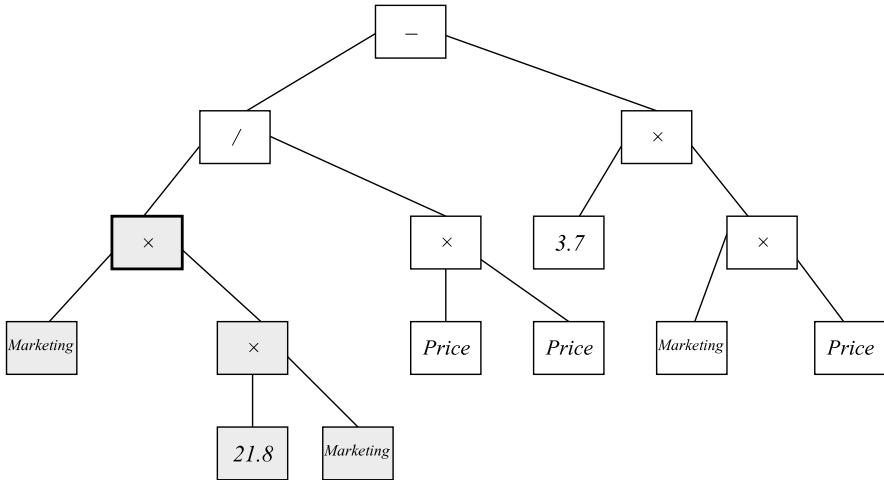 –
/
×
×
×
3.7
×
Marketing
×
Price
Price
Marketing
Price
21.8
Marketing